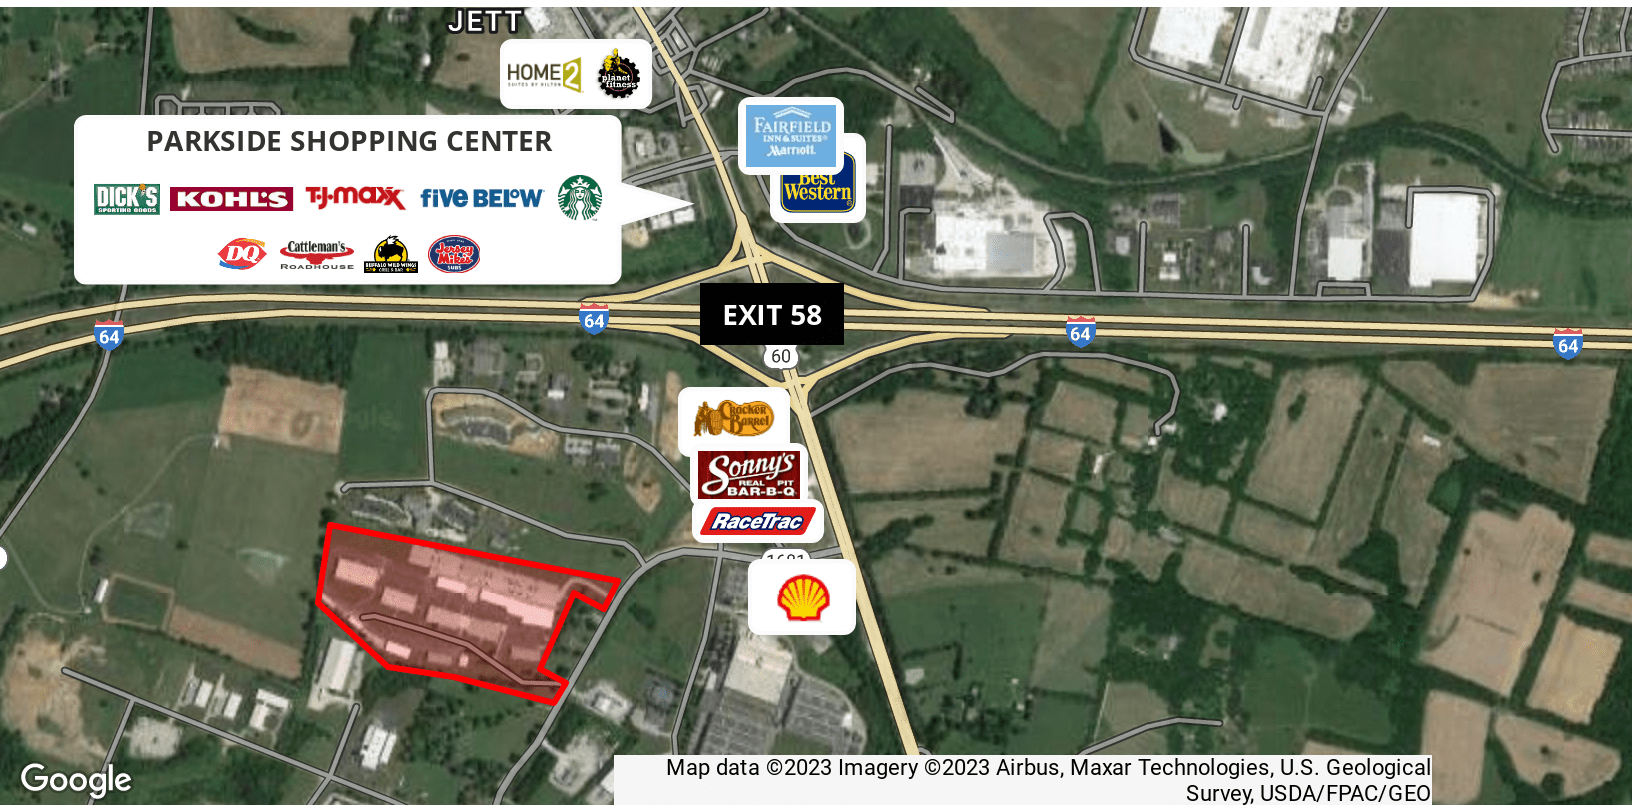 JETT
HOME2
SUITES BY HILTON
planet fitness
PARKSIDE SHOPPING CENTER
DICK'S
SPORTING GOODS
KOHL'S
T·J·maxx
five BELOW
DQ
Cattleman's
ROADHOUSE
BUFFALO WILD WINGS
GRILL & BAR
Jersey
Mike's
SUBS
FAIRFIELD
INN & SUITES®
Marriott.
Best
Western
®
64
64
EXIT 58
64
64
60
Cracker
Barrel
Sonny's
REAL PIT
BAR-B-Q
RaceTrac
1681
Google
Map data ©2023 Imagery ©2023 Airbus, Maxar Technologies, U.S. Geological
Survey, USDA/FPAC/GEO